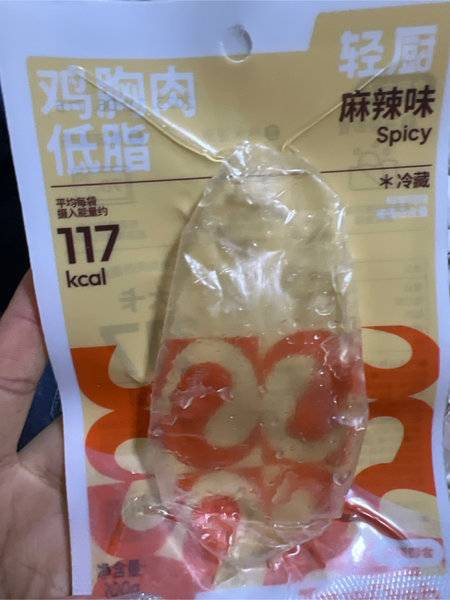 轻厨
鸡胸肉
低脂
麻辣味
Spicy
*冷藏
平均每袋
摄入能量约
117
kcal
净含量
100g